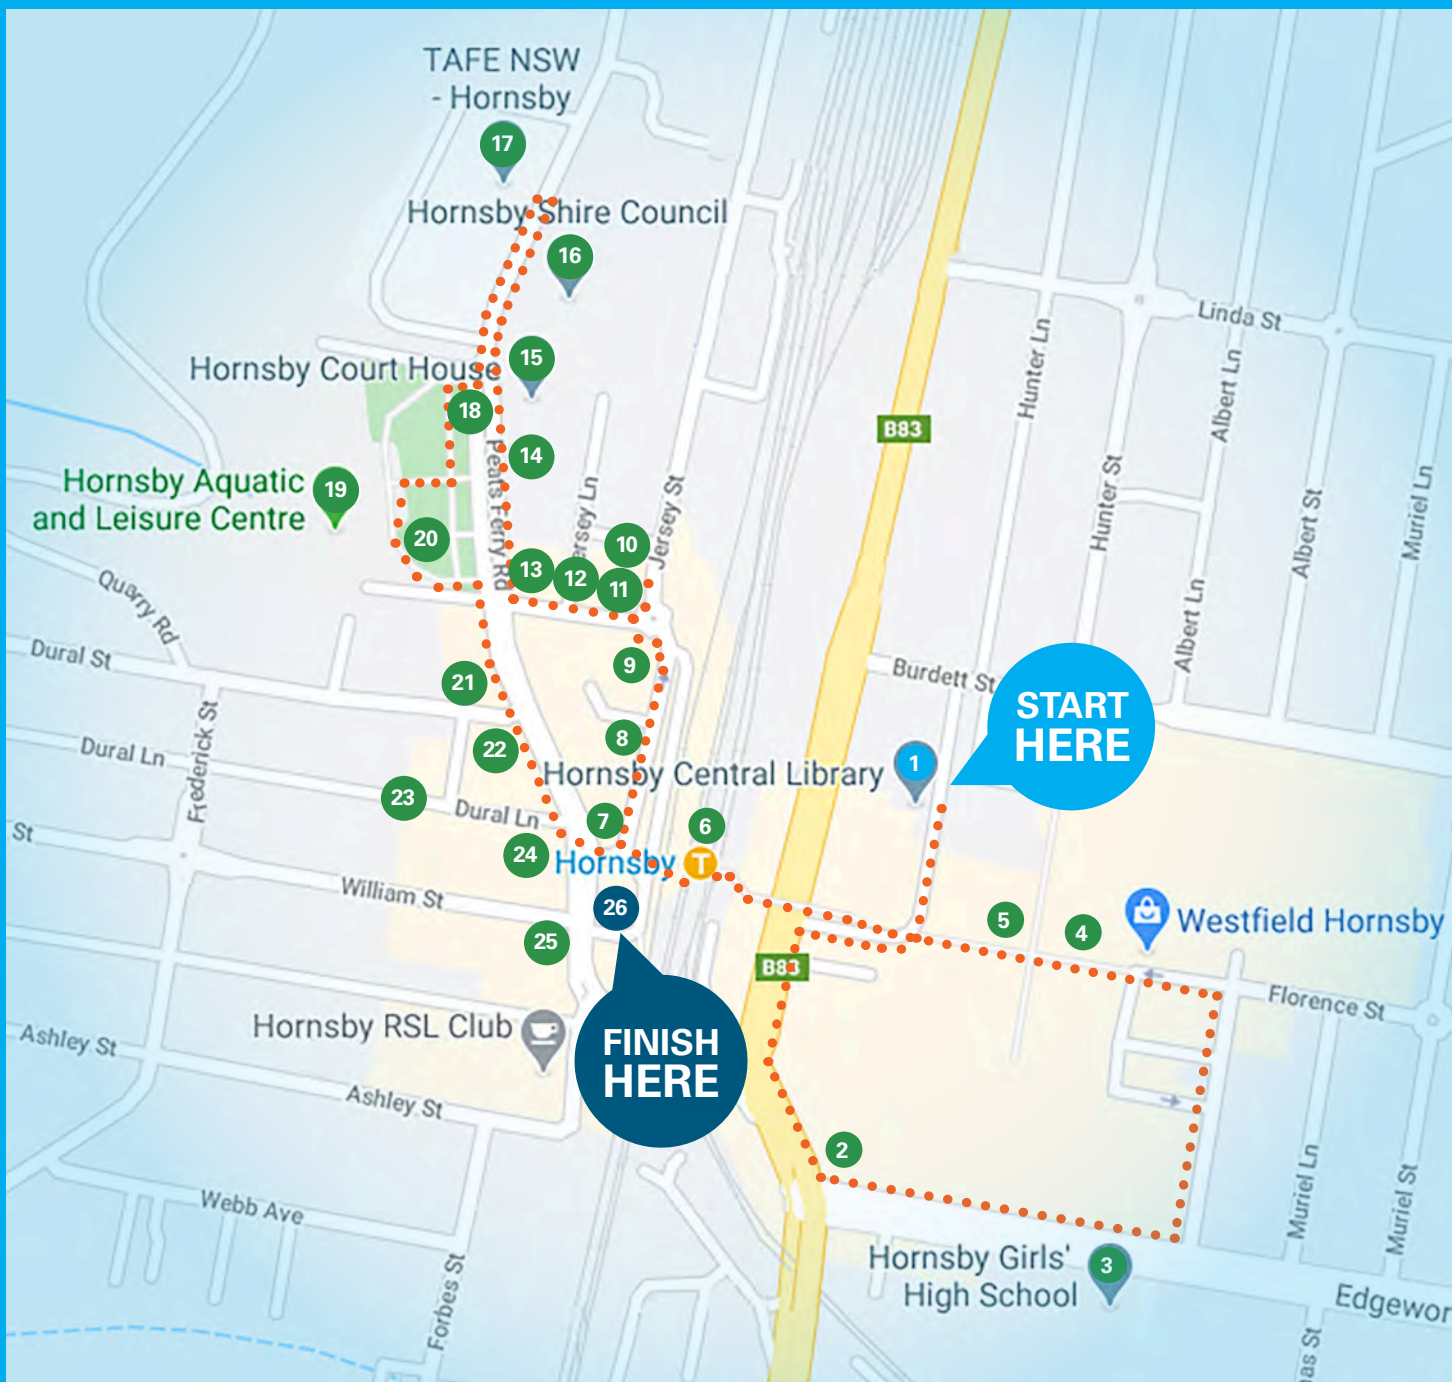 TAFE NSW
- Hornsby
17
Hornsby Shire Council
16
Linda St
Hunter Ln
Albert Ln
Hornsby Court House
15
18
B83
14
Peats Ferry Rd
Jersey St
Hornsby Aquatic
and Leisure Centre
19
Hunter St
Albert St
Muriel Ln
20
10
13
12
11
Quarry Rd
Albert Ln
Dural St
9
Burdett St
START
HERE
21
Frederick St
8
22
Dural Ln
Hornsby Central Library
1
23
Dural Ln
7
6
St
24
Hornsby
T
William St
26
5
4
Westfield Hornsby
25
B83
Florence St
Hornsby RSL Club
Ashley St
FINISH
HERE
Ashley St
2
Muriel Ln
Muriel St
Webb Ave
Hornsby Girls'
High School
3
Forbes St
Edgewor